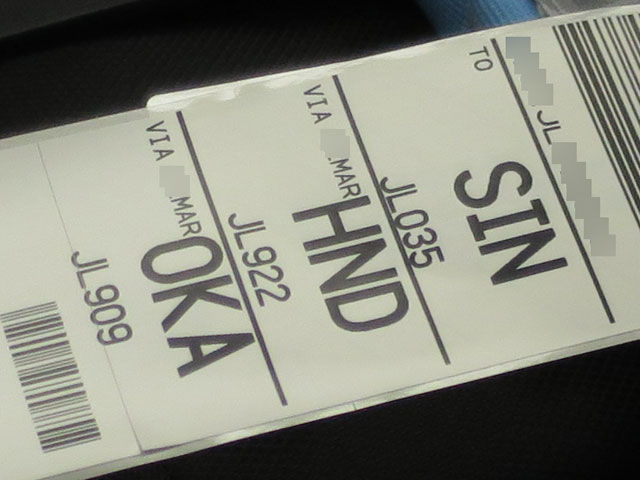 TO
JL
SIN
JL035
VIA
.MAR
HND
JL922
VIA
.MAR
OKA
JL909